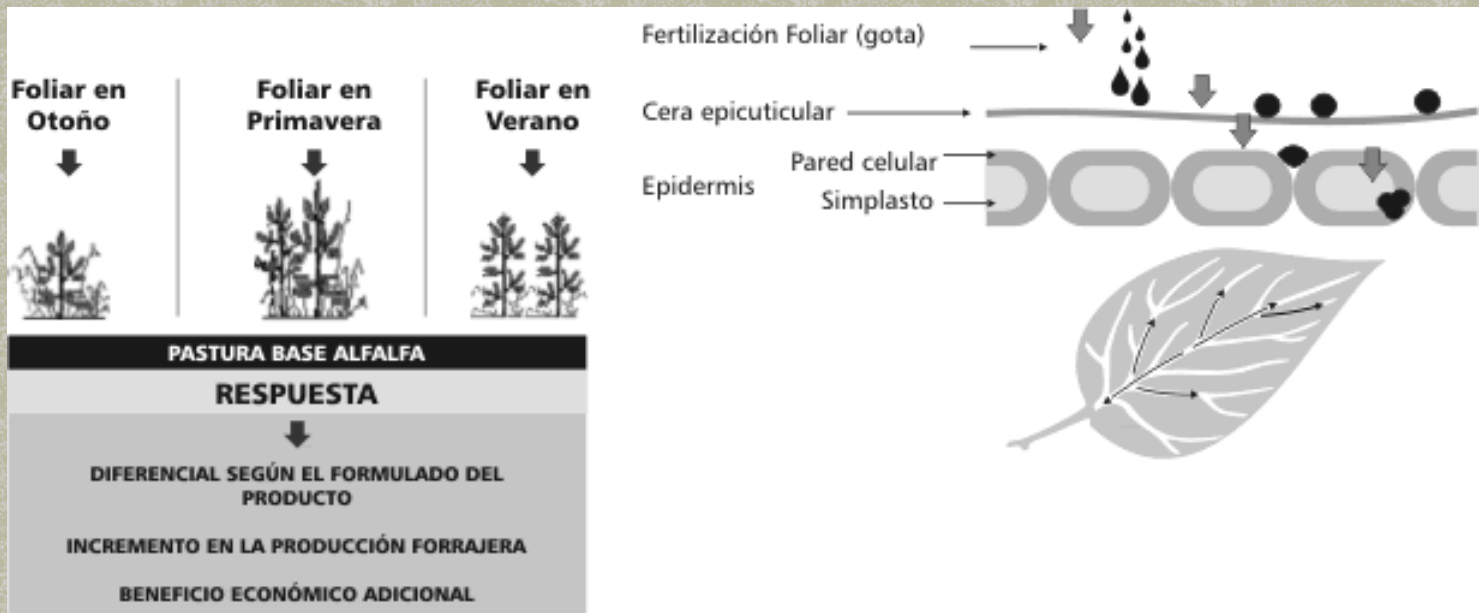 Foliar en
Otoño
Foliar en
Primavera
Foliar en
Verano
PASTURA BASE ALFALFA
RESPUESTA
DIFERENCIAL SEGÚN EL FORMULADO DEL
PRODUCTO
INCREMENTO EN LA PRODUCCIÓN FORRAJERA
BENEFICIO ECONÓMICO ADICIONAL
Fertilización Foliar (gota)
Cera epicuticular
Pared celular
Epidermis
Simplasto